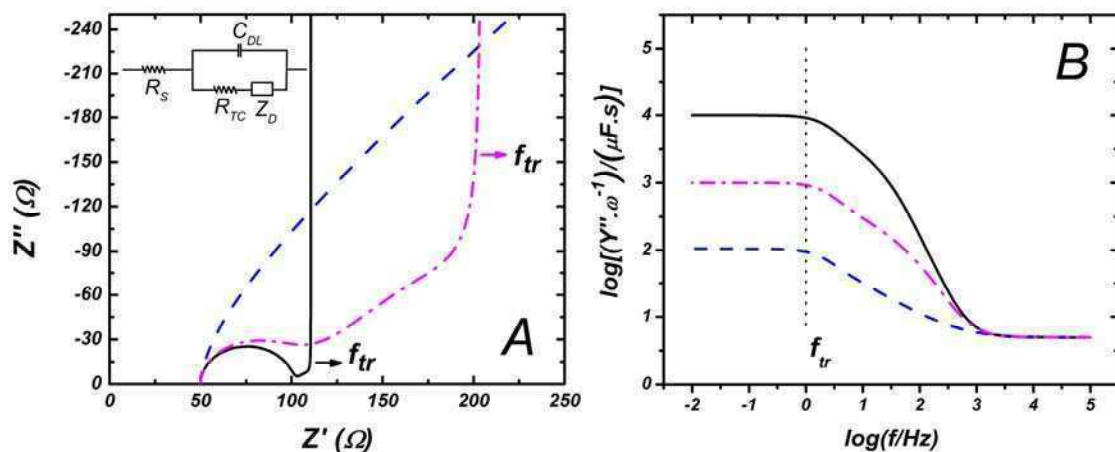 -240
-210
-180
-150
-120
-90
-60
-30
0
Z'' (Ω)
C_DL
R_S
R_TC Z_D
f_tr
A
f_tr
0 50 100 150 200 250
Z' (Ω)
5
4
3
2
1
0
log[(Y''.ω⁻¹)/(μF.s)]
B
f_tr
-2 -1 0 1 2 3 4 5
log(f/Hz)